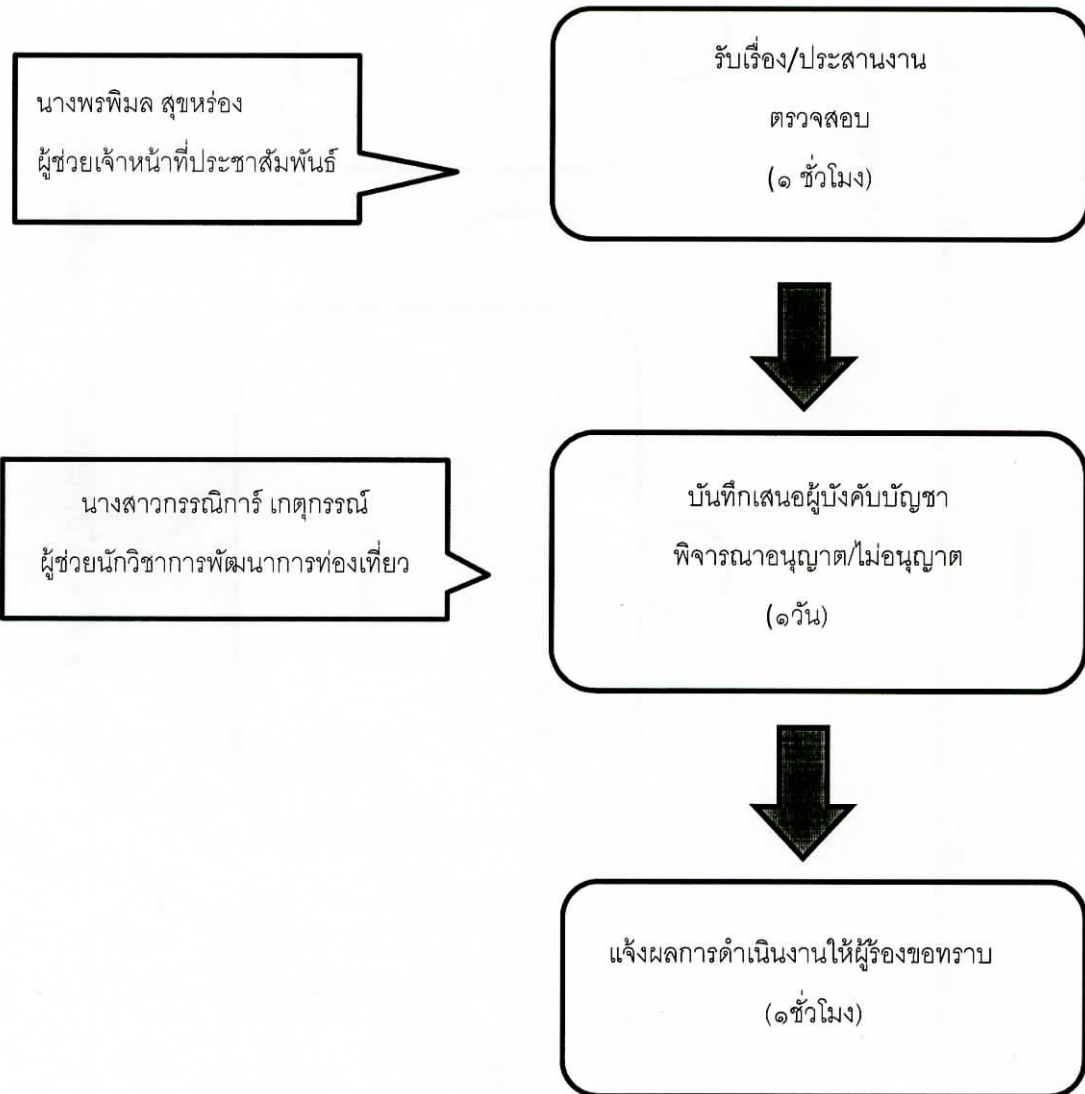 นางพรพิมล สุขหร่อง
ผู้ช่วยเจ้าหน้าที่ประชาสัมพันธ์
รับเรื่อง/ประสานงาน
ตรวจสอบ
(๑ ชั่วโมง)
นางสาวกรรณิการ์ เกตุกรรณ์
ผู้ช่วยนักวิชาการพัฒนาการท่องเที่ยว
บันทึกเสนอผู้บังคับบัญชา
พิจารณาอนุญาต/ไม่อนุญาต
(๑วัน)
แจ้งผลการดำเนินงานให้ผู้ร้องขอทราบ
(๑ชั่วโมง)